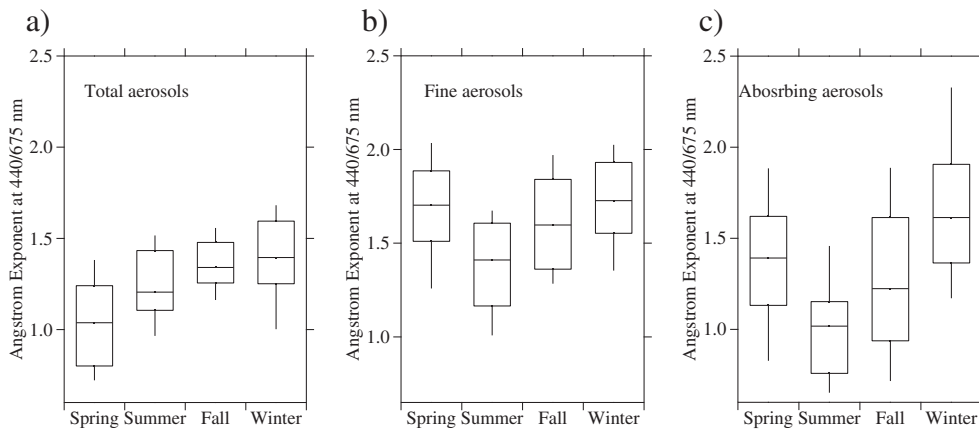 a)
Total aerosols
Angstrom Exponent at 440/675 nm
2.5
2.0
1.5
1.0
Spring Summer Fall Winter
b)
Fine aerosols
Angstrom Exponent at 440/675 nm
2.5
2.0
1.5
1.0
Spring Summer Fall Winter
c)
Abosrbing aerosols
Angstrom Exponent at 440/675 nm
2.5
2.0
1.5
1.0
Spring Summer Fall Winter